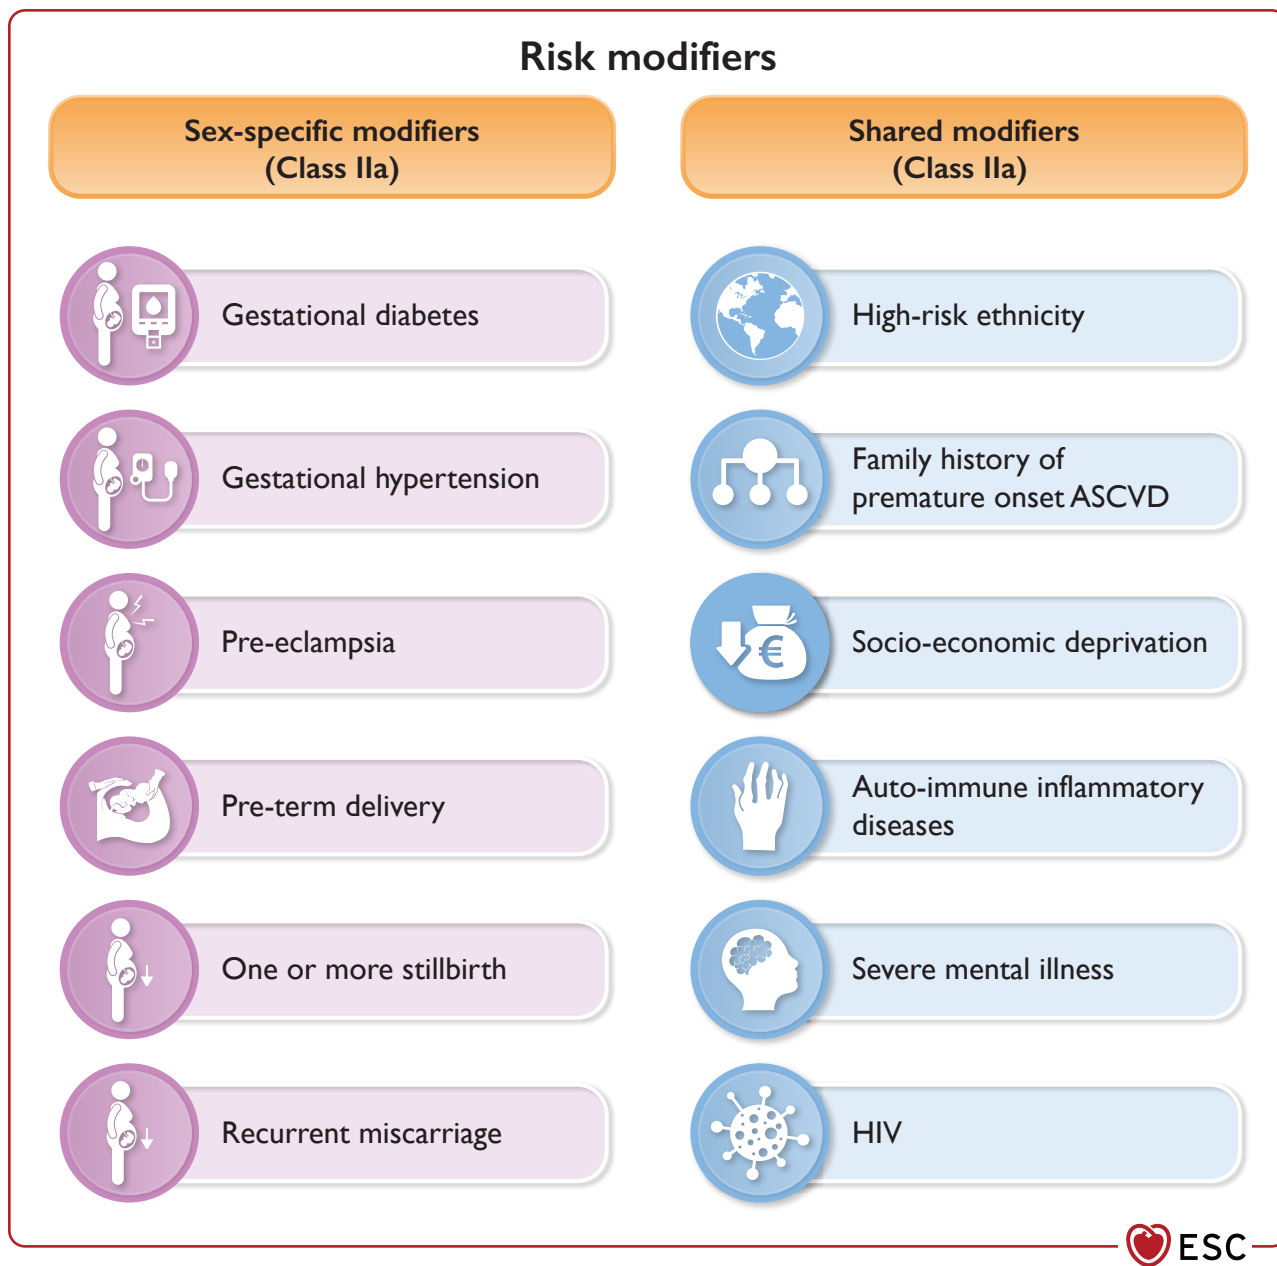 Risk modifiers
Sex-specific modifiers
(Class IIa)
Gestational diabetes
Gestational hypertension
Pre-eclampsia
Pre-term delivery
One or more stillbirth
Recurrent miscarriage
Shared modifiers
(Class IIa)
High-risk ethnicity
Family history of
premature onset ASCVD
€
Socio-economic deprivation
Auto-immune inflammatory
diseases
Severe mental illness
HIV
ESC